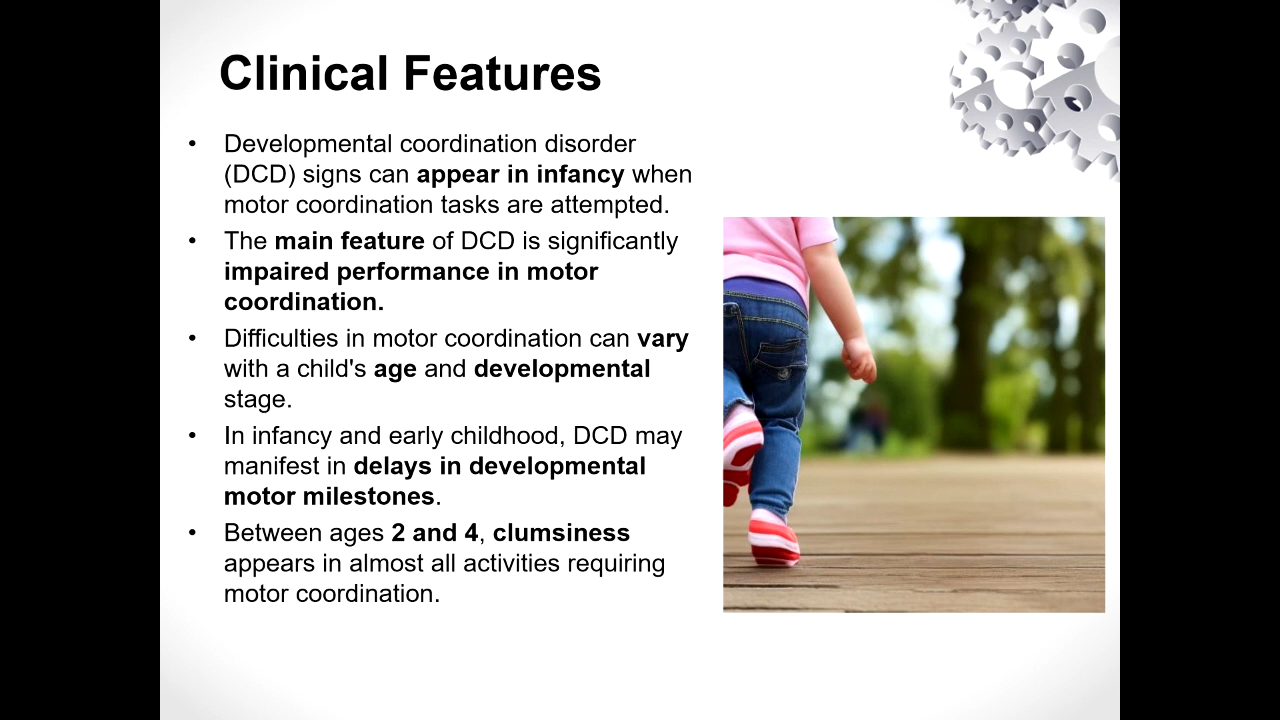 Clinical Features
• Developmental coordination disorder
(DCD) signs can appear in infancy when
motor coordination tasks are attempted.
• The main feature of DCD is significantly
impaired performance in motor
coordination.
• Difficulties in motor coordination can vary
with a child's age and developmental
stage.
• In infancy and early childhood, DCD may
manifest in delays in developmental
motor milestones.
• Between ages 2 and 4, clumsiness
appears in almost all activities requiring
motor coordination.